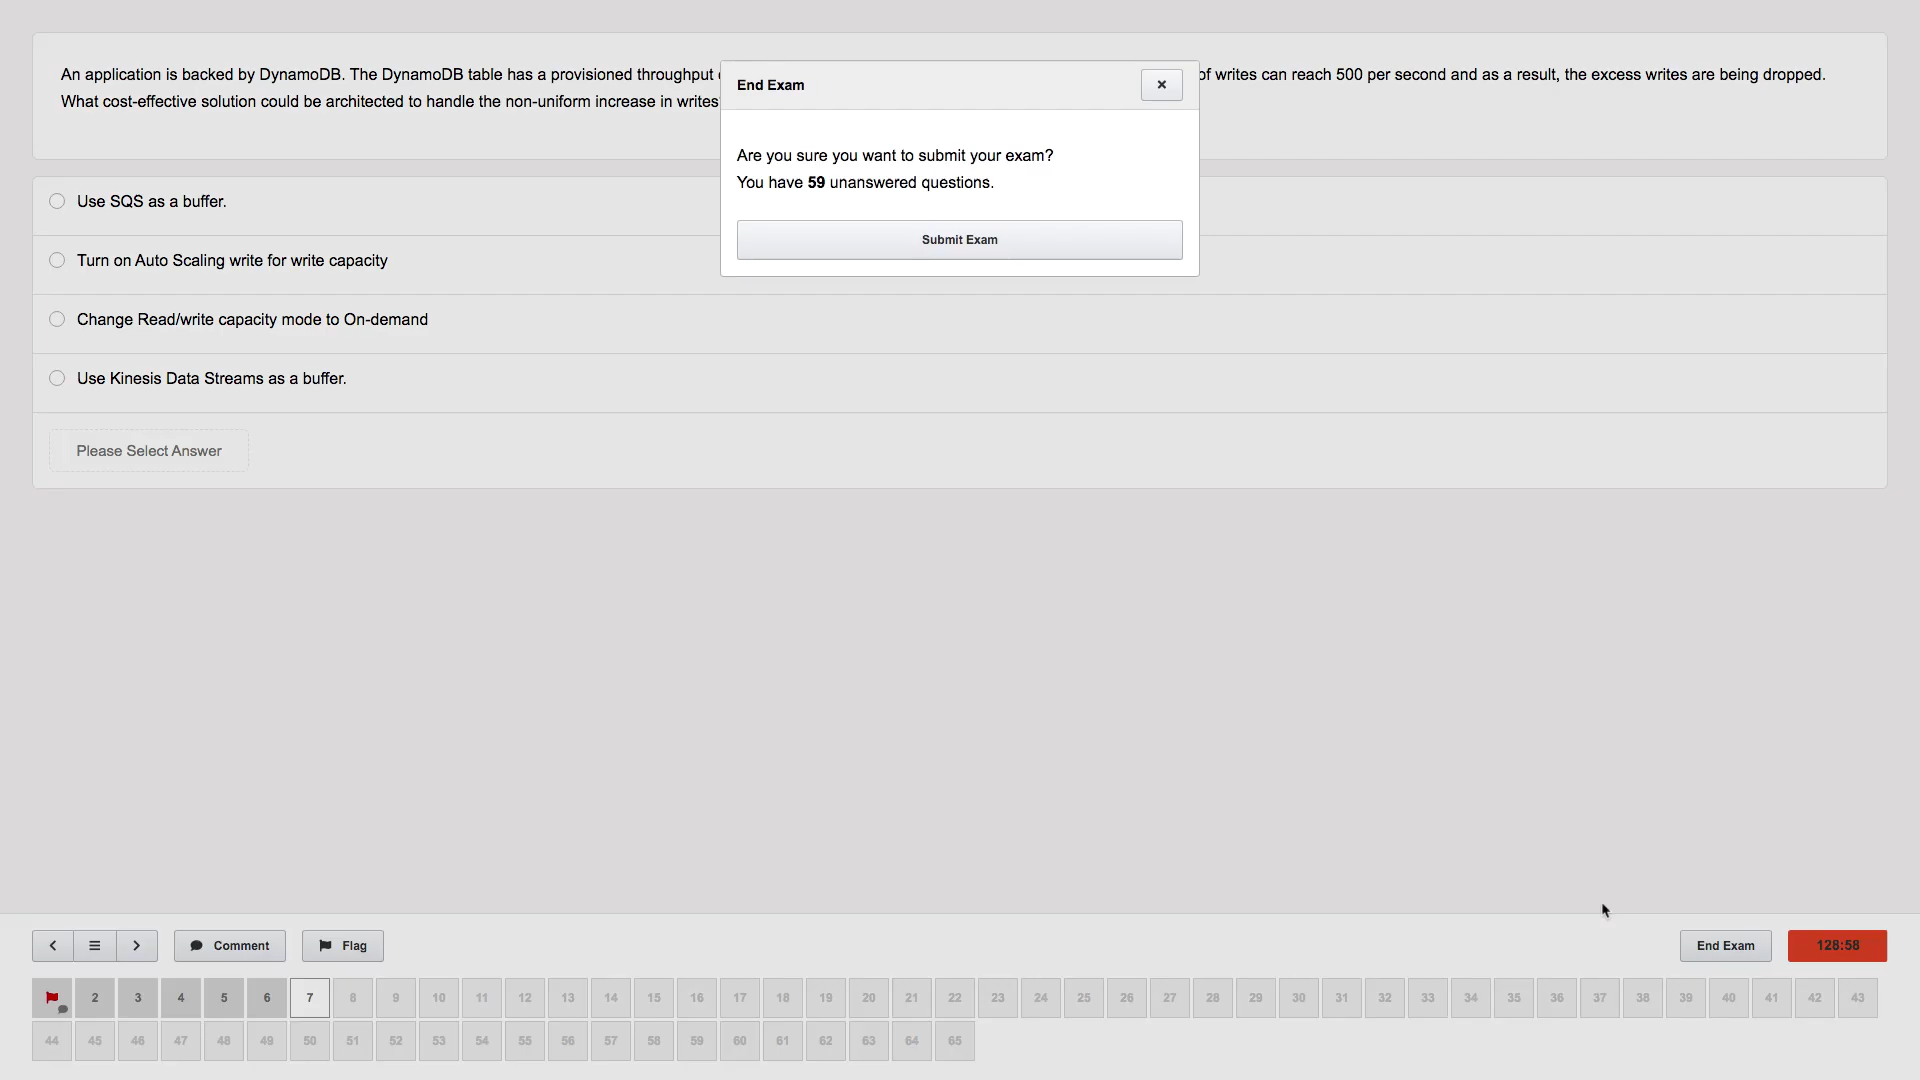 An application is backed by DynamoDB. The DynamoDB table has a provisioned throughput
of writes can reach 500 per second and as a result, the excess writes are being dropped.
What cost-effective solution could be architected to handle the non-uniform increase in writes
End Exam
×
Are you sure you want to submit your exam?
You have 59 unanswered questions.
Submit Exam
Use SQS as a buffer.
Turn on Auto Scaling write for write capacity
Change Read/write capacity mode to On-demand
Use Kinesis Data Streams as a buffer.
Please Select Answer
Comment
Flag
End Exam
128:58
2 3 4 5 6 7 8 9 10 11 12 13 14 15 16 17 18 19 20 21 22 23 24 25 26 27 28 29 30 31 32 33 34 35 36 37 38 39 40 41 42 43
44 45 46 47 48 49 50 51 52 53 54 55 56 57 58 59 60 61 62 63 64 65